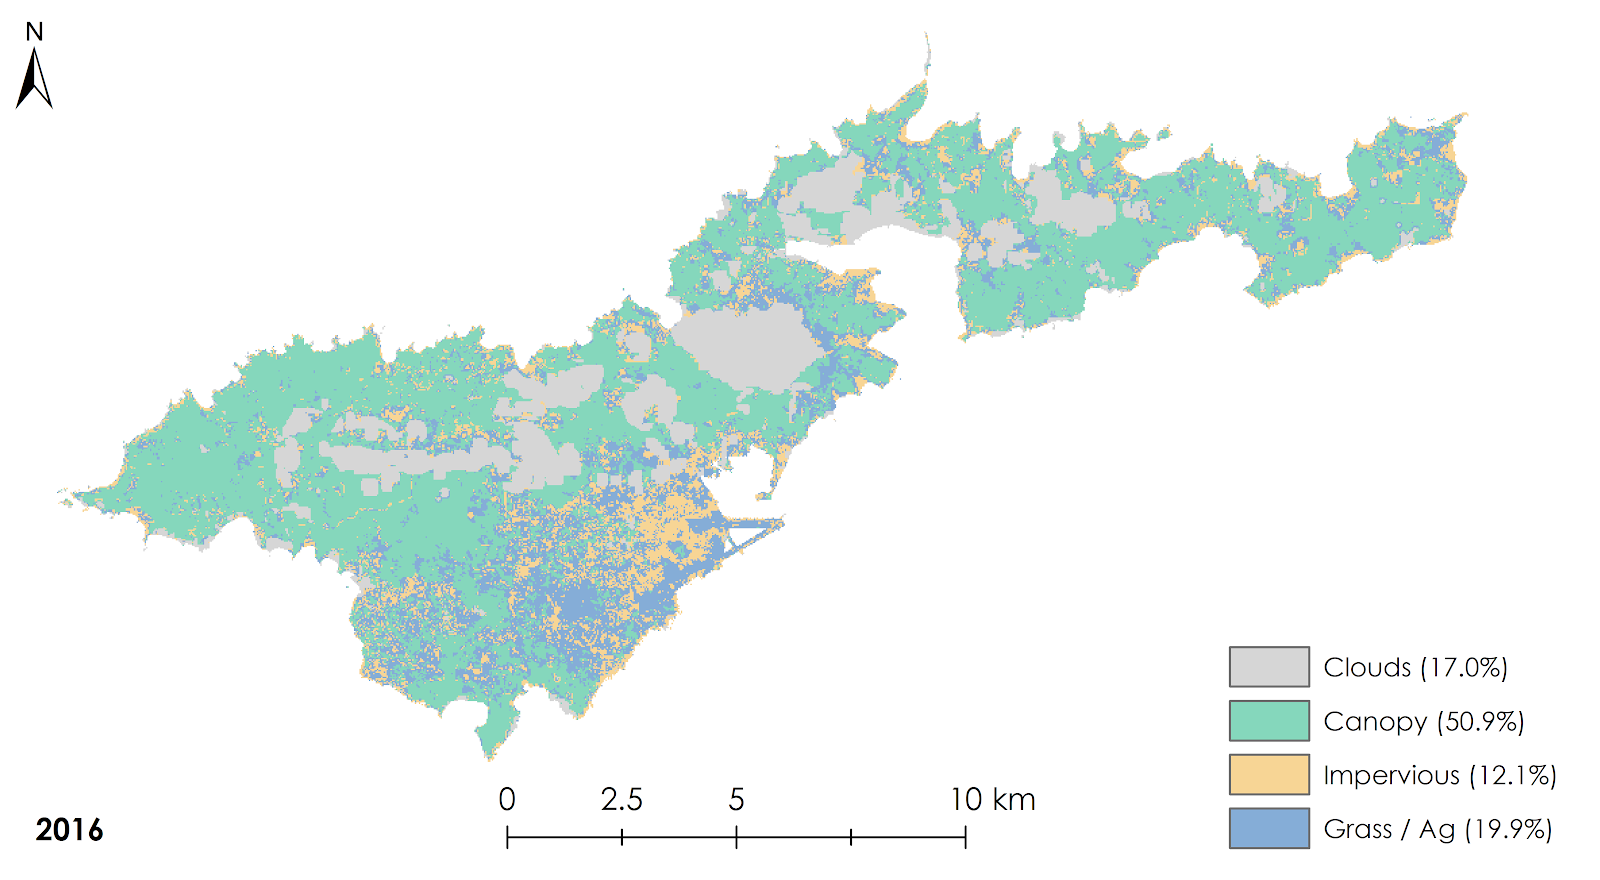 N
Clouds (17.0%)
Canopy (50.9%)
Impervious (12.1%)
Grass / Ag (19.9%)
0 2.5 5 10 km
2016